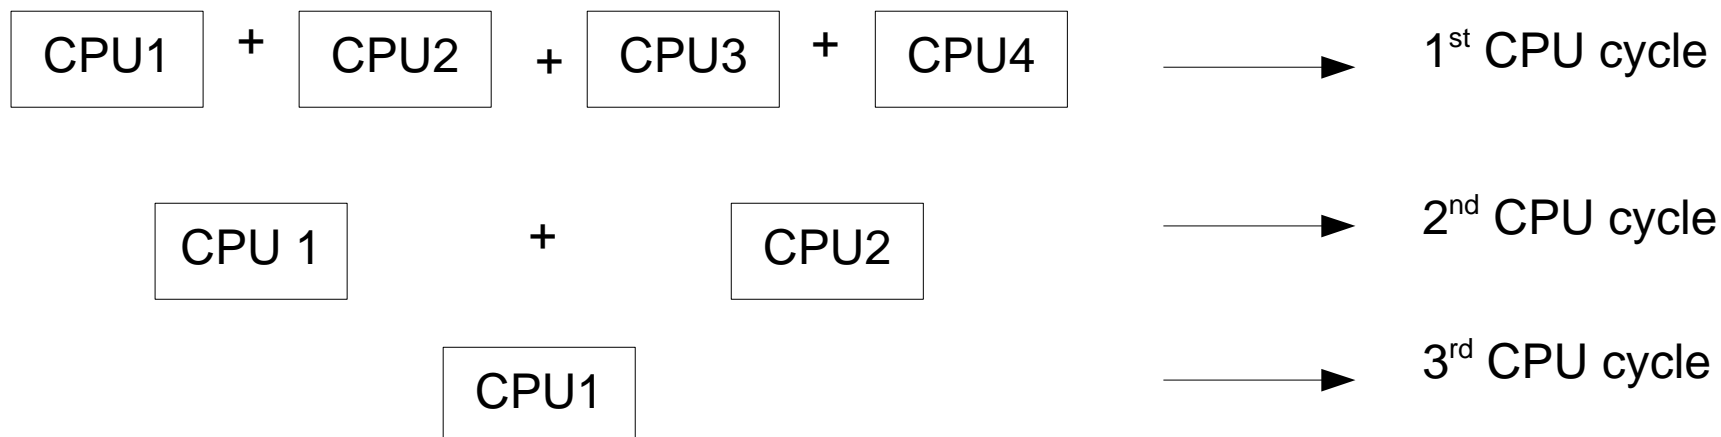 CPU1 + CPU2 + CPU3 + CPU4 1st CPU cycle
CPU 1 + CPU2 2nd CPU cycle
CPU1 3rd CPU cycle